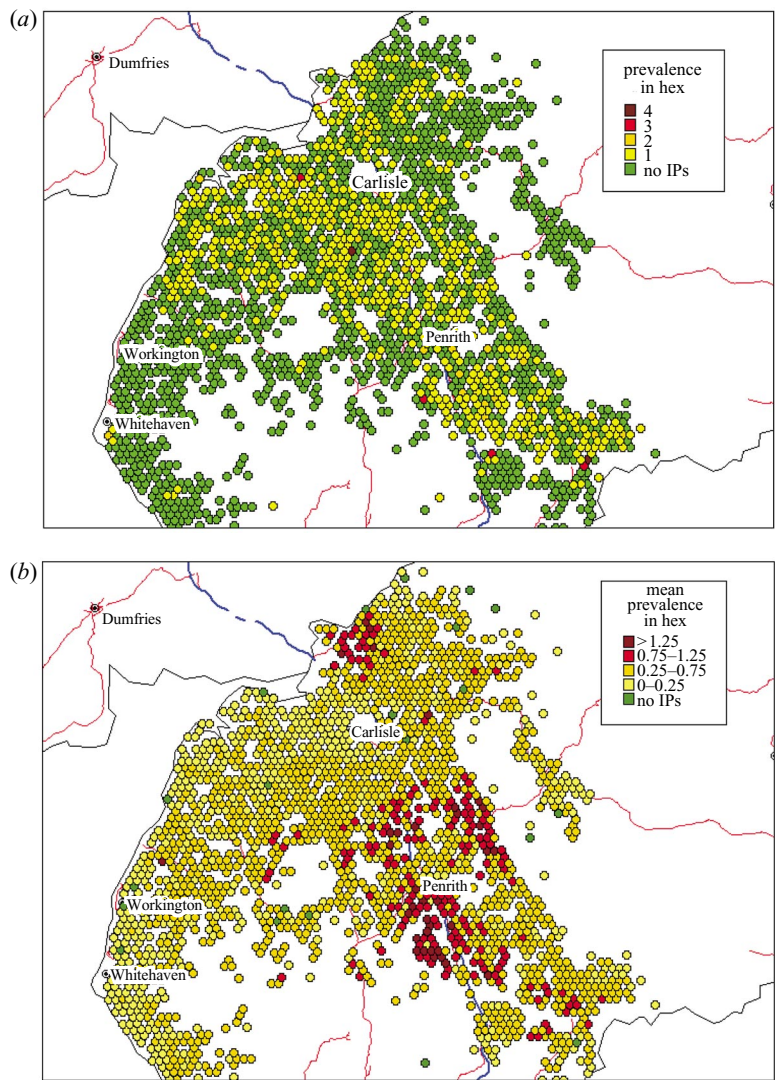 (a)
Dumfries
prevalence
in hex
4
3
2
1
no IPs
Carlisle
Penrith
Workington
Whitehaven
(b)
Dumfries
mean
prevalence
in hex
>1.25
0.75–1.25
0.25–0.75
0–0.25
no IPs
Carlisle
Penrith
Workington
Whitehaven